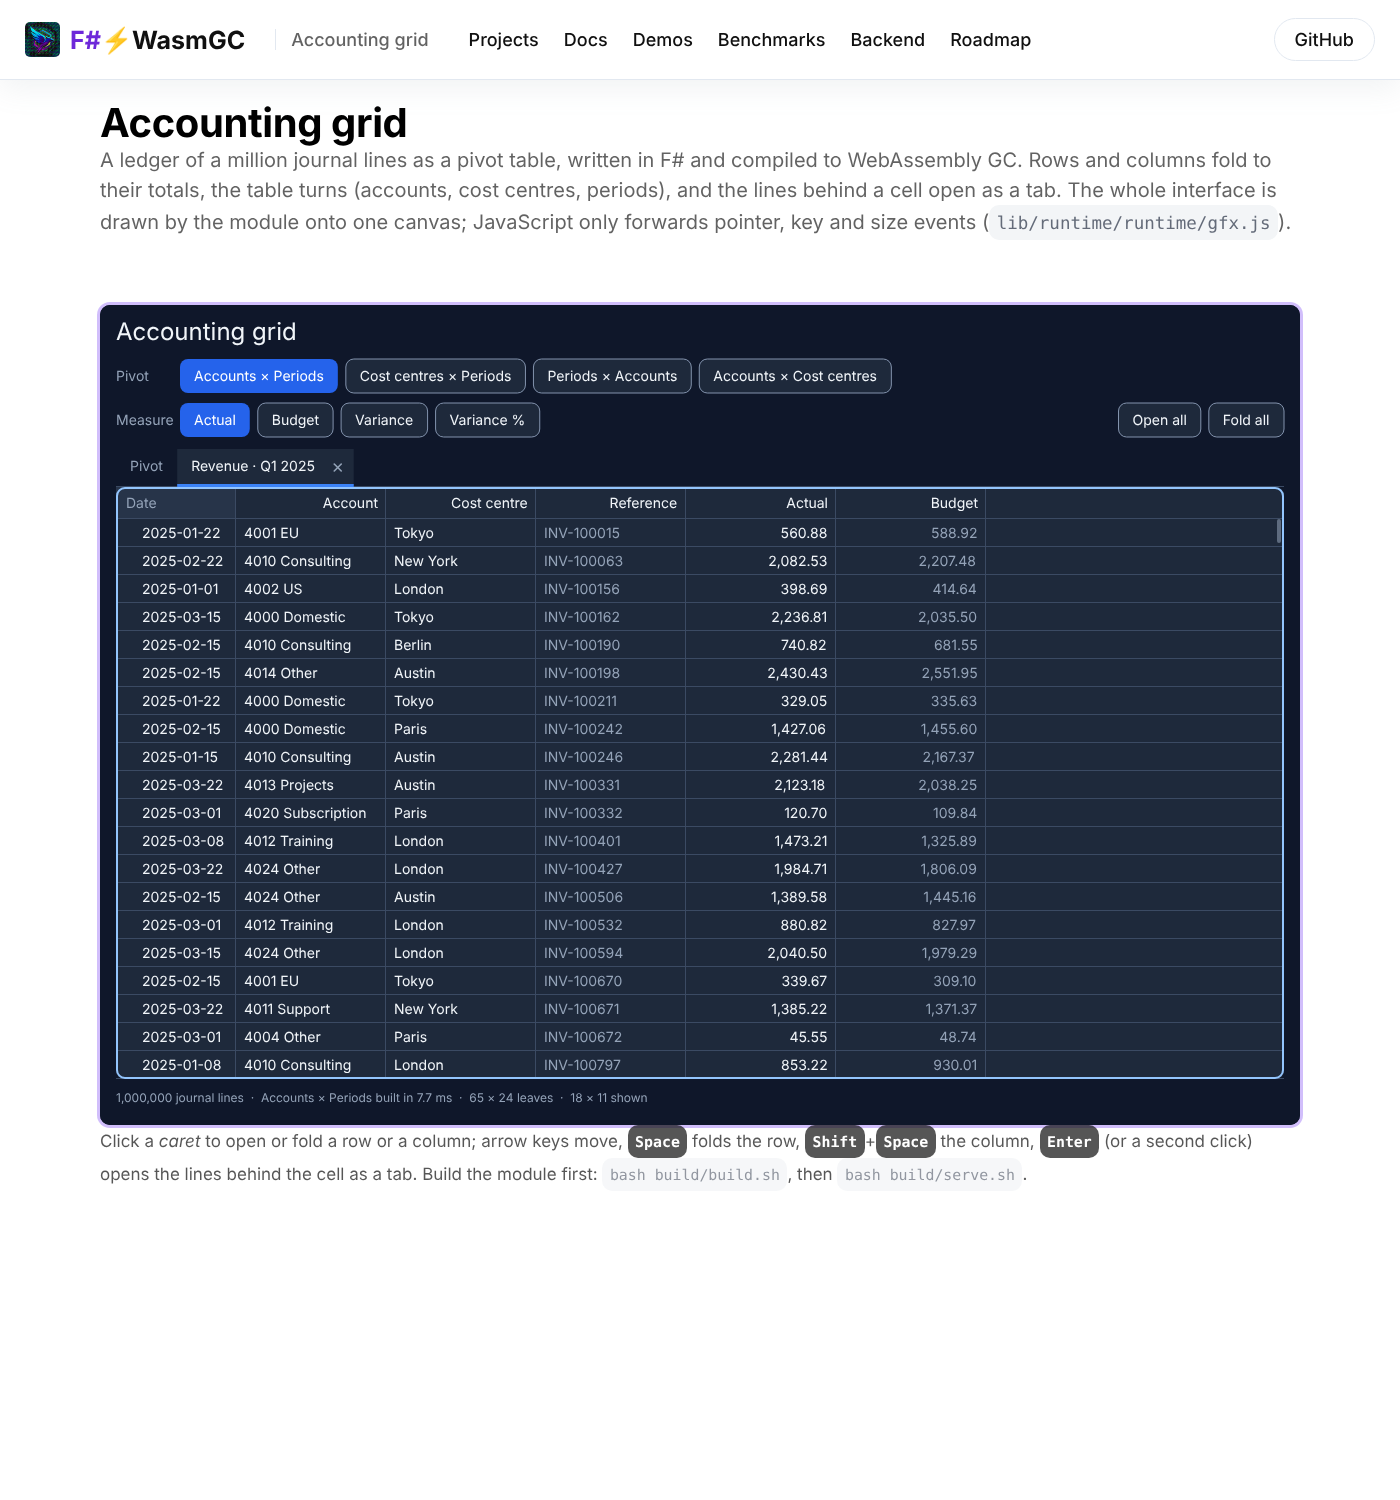 F#⚡WasmGC Accounting grid Projects Docs Demos Benchmarks Backend Roadmap GitHub
Accounting grid
A ledger of a million journal lines as a pivot table, written in F# and compiled to WebAssembly GC. Rows and columns fold to
their totals, the table turns (accounts, cost centres, periods), and the lines behind a cell open as a tab. The whole interface is
drawn by the module onto one canvas; JavaScript only forwards pointer, key and size events (lib/runtime/runtime/gfx.js).
Accounting grid
Pivot Accounts × Periods Cost centres × Periods Periods × Accounts Accounts × Cost centres
Measure Actual Budget Variance Variance % Open all Fold all
Pivot Revenue · Q1 2025 ×
Date Account Cost centre Reference Actual Budget
2025-01-22 4001 EU Tokyo INV-100015 560.88 588.92
2025-02-22 4010 Consulting New York INV-100063 2,082.53 2,207.48
2025-01-01 4002 US London INV-100156 398.69 414.64
2025-03-15 4000 Domestic Tokyo INV-100162 2,236.81 2,035.50
2025-02-15 4010 Consulting Berlin INV-100190 740.82 681.55
2025-02-15 4014 Other Austin INV-100198 2,430.43 2,551.95
2025-01-22 4000 Domestic Tokyo INV-100211 329.05 335.63
2025-02-15 4000 Domestic Paris INV-100242 1,427.06 1,455.60
2025-01-15 4010 Consulting Austin INV-100246 2,281.44 2,167.37
2025-03-22 4013 Projects Austin INV-100331 2,123.18 2,038.25
2025-03-01 4020 Subscription Paris INV-100332 120.70 109.84
2025-03-08 4012 Training London INV-100401 1,473.21 1,325.89
2025-03-22 4024 Other London INV-100427 1,984.71 1,806.09
2025-02-15 4024 Other Austin INV-100506 1,389.58 1,445.16
2025-03-01 4012 Training London INV-100532 880.82 827.97
2025-03-15 4024 Other London INV-100594 2,040.50 1,979.29
2025-02-15 4001 EU Tokyo INV-100670 339.67 309.10
2025-03-22 4011 Support New York INV-100671 1,385.22 1,371.37
2025-03-01 4004 Other Paris INV-100672 45.55 48.74
2025-01-08 4010 Consulting London INV-100797 853.22 930.01
1,000,000 journal lines · Accounts × Periods built in 7.7 ms · 65 × 24 leaves · 18 × 11 shown
Click a caret to open or fold a row or a column; arrow keys move, Space folds the row, Shift+Space the column, Enter (or a second click)
opens the lines behind the cell as a tab. Build the module first: bash build/build.sh, then bash build/serve.sh.